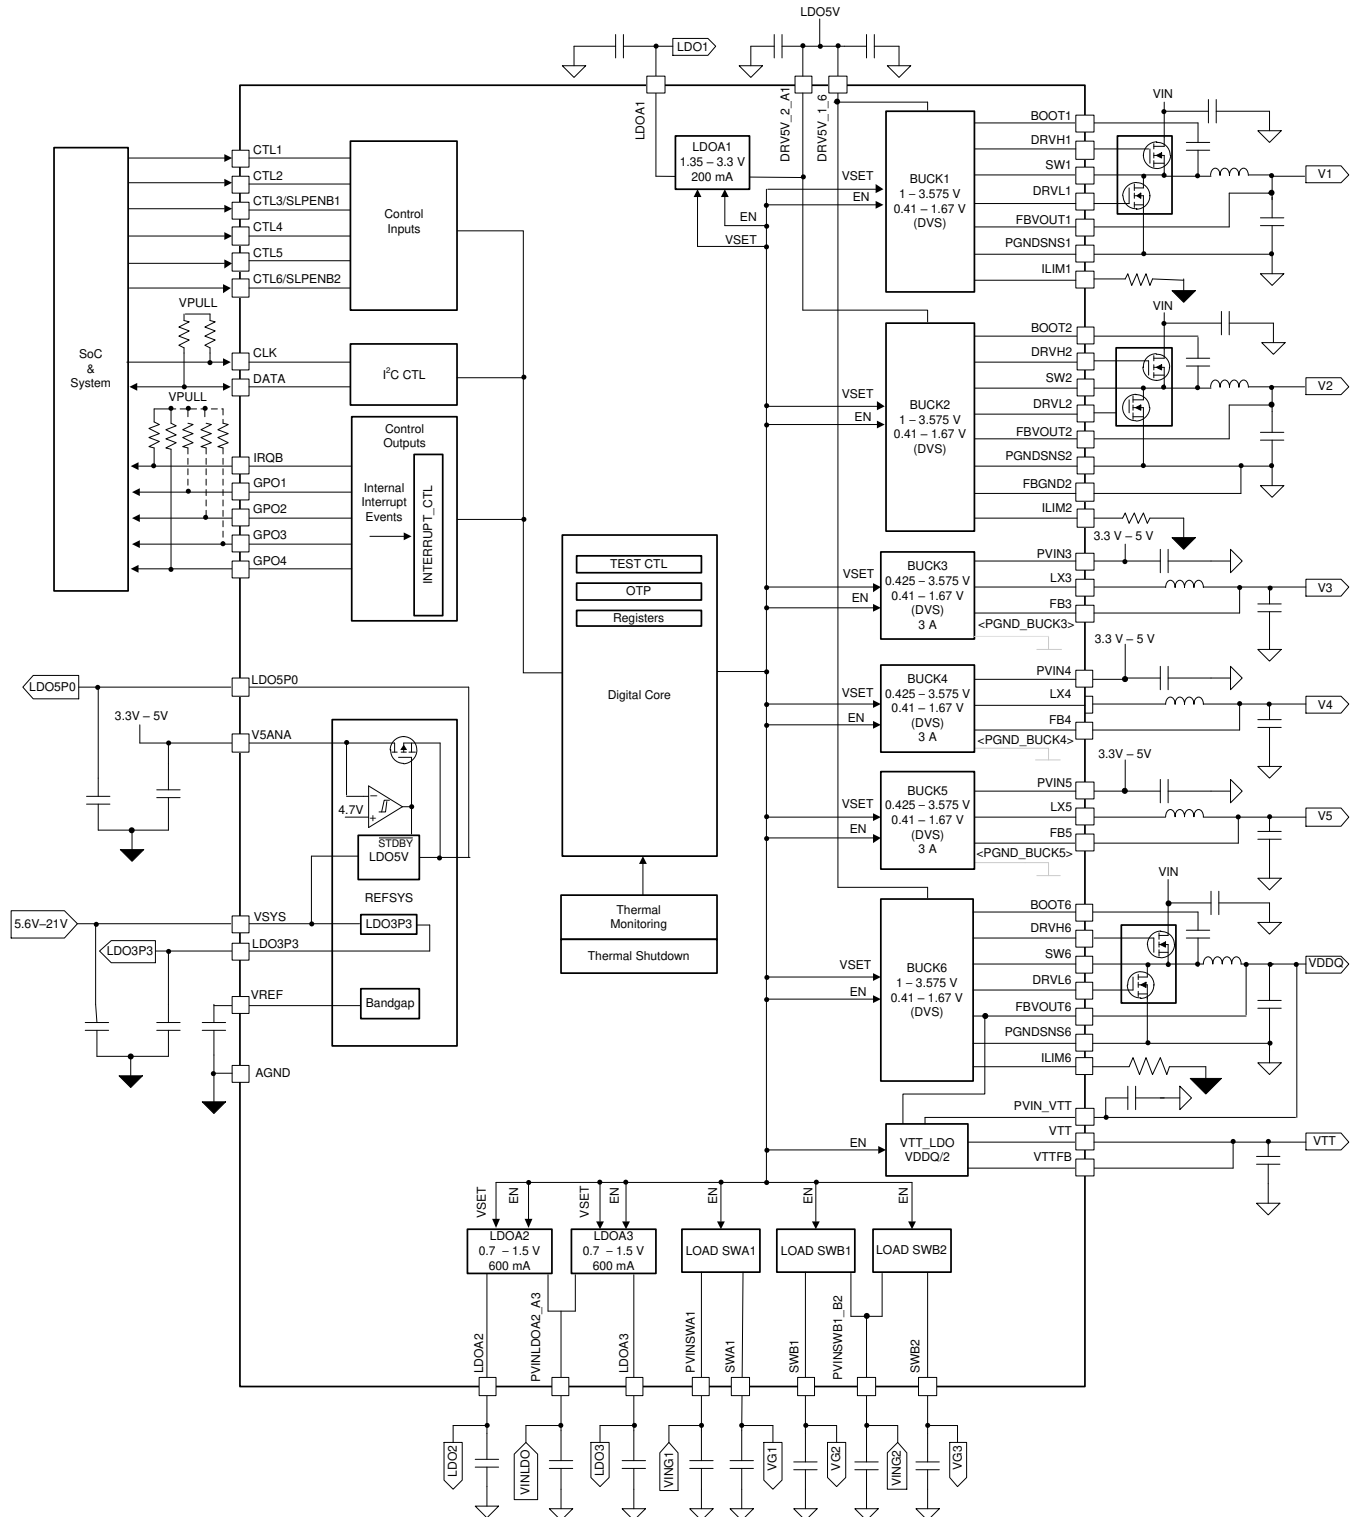 LDO5V
LDO1
LDOA1
DRV5V_2_A1
DRV5V_1_6
LDOA1
1.35 – 3.3 V
200 mA
EN
VSET
SoC
&
System
CTL1
CTL2
CTL3/SLPENB1
CTL4
CTL5
CTL6/SLPENB2
Control
Inputs
VPULL
CLK
DATA
I²C CTL
VPULL
IRQB
GPO1
GPO2
GPO3
GPO4
Control
Outputs
Internal
Interrupt
Events
INTERRUPT_CTL
TEST CTL
OTP
Registers
Digital Core
Thermal
Monitoring
Thermal Shutdown
LDO5P0
LDO5P0
3.3V – 5V
V5ANA
4.7V
–
+
STDBY
LDO5V
REFSYS
5.6V–21V
VSYS
LDO3P3
LDO3P3
LDO3P3
VREF
Bandgap
AGND
VSET
EN
BUCK1
1 – 3.575 V
0.41 – 1.67 V
(DVS)
BOOT1
DRVH1
SW1
DRVL1
FBVOUT1
PGNDSNS1
ILIM1
VIN
V1
VSET
EN
BUCK2
1 – 3.575 V
0.41 – 1.67 V
(DVS)
BOOT2
DRVH2
SW2
DRVL2
FBVOUT2
PGNDSNS2
FBGND2
ILIM2
VIN
V2
VSET
EN
BUCK3
0.425 – 3.575 V
0.41 – 1.67 V
(DVS)
3 A
PVIN3
LX3
FB3
<PGND_BUCK3>
3.3 V – 5 V
V3
VSET
EN
BUCK4
0.425 – 3.575 V
0.41 – 1.67 V
(DVS)
3 A
PVIN4
LX4
FB4
<PGND_BUCK4>
3.3 V – 5 V
V4
VSET
EN
BUCK5
0.425 – 3.575 V
0.41 – 1.67 V
(DVS)
3 A
PVIN5
LX5
FB5
<PGND_BUCK5>
3.3V – 5V
V5
VSET
EN
BUCK6
1 – 3.575 V
0.41 – 1.67 V
(DVS)
BOOT6
DRVH6
SW6
DRVL6
FBVOUT6
PGNDSNS6
ILIM6
VIN
VDDQ
EN
VTT_LDO
VDDQ/2
PVIN_VTT
VTT
VTTFB
VTT
VSET
EN
VSET
EN
EN
EN
EN
LDOA2
0.7 – 1.5 V
600 mA
LDOA3
0.7 – 1.5 V
600 mA
LOAD SWA1
LOAD SWB1
LOAD SWB2
LDOA2
PVINLDOA2_A3
LDOA3
PVINSWA1
SWA1
SWB1
PVINSWB1_B2
SWB2
LDO2
VINLDO
LDO3
VING1
VG1
VG2
VING2
VG3